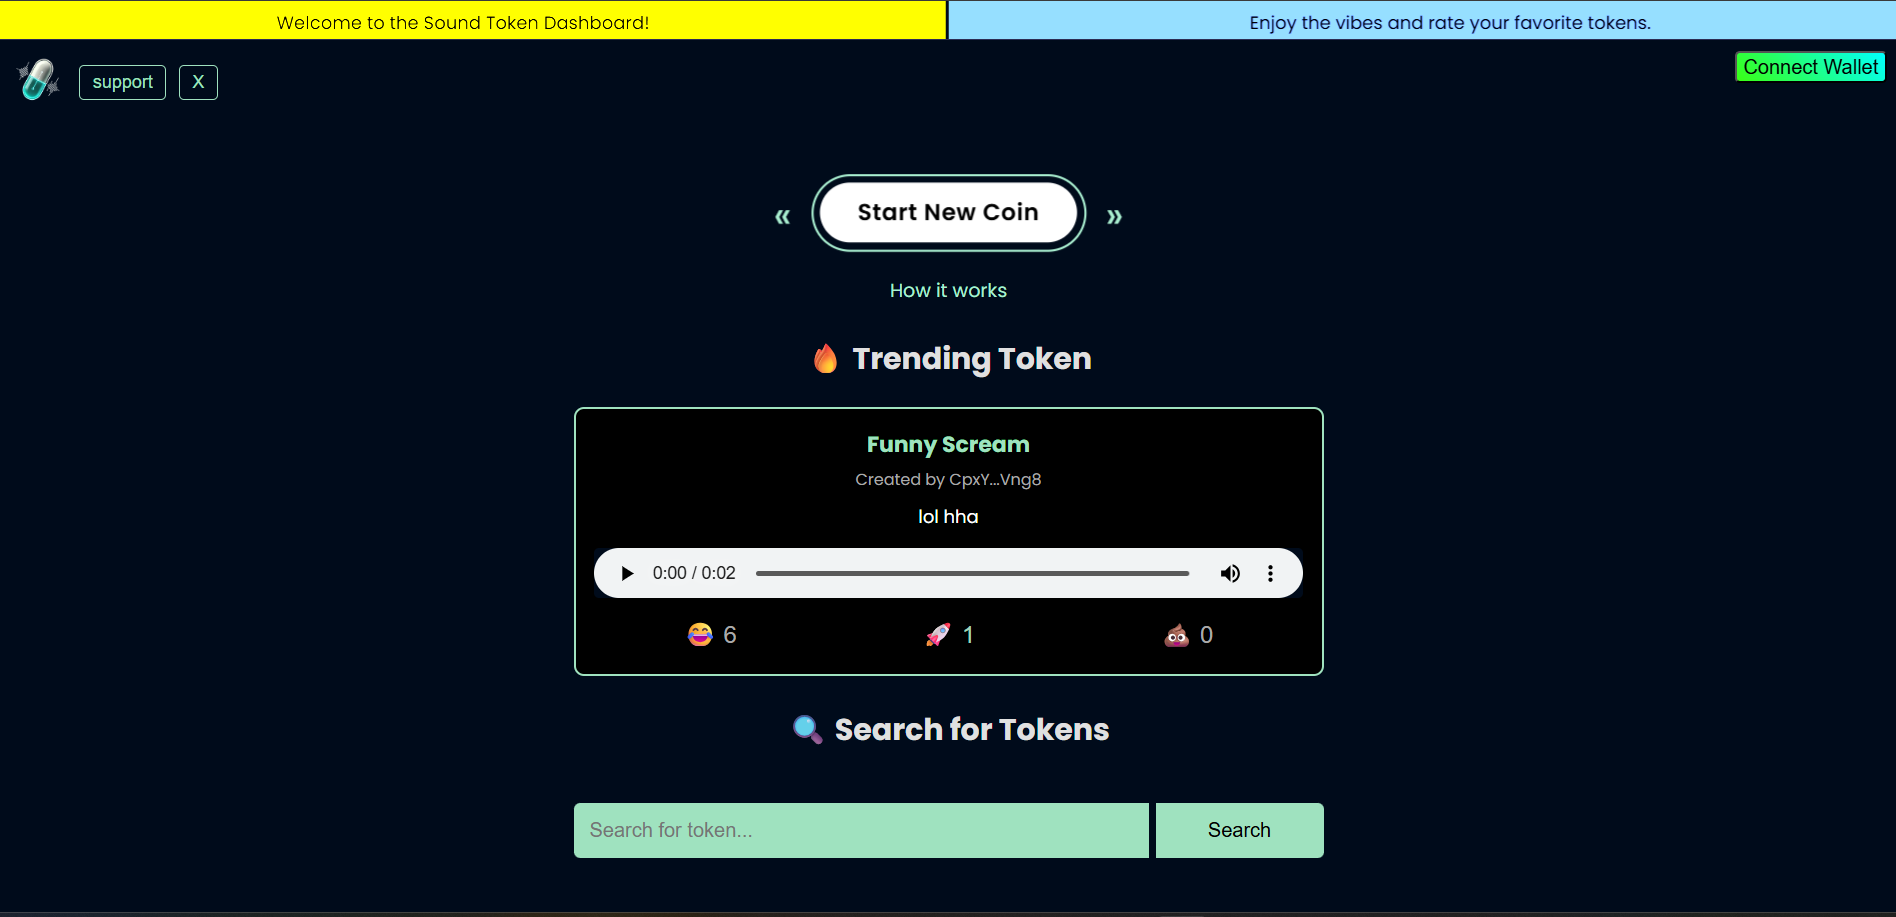 Welcome to the Sound Token Dashboard!
Enjoy the vibes and rate your favorite tokens.
support
X
Connect Wallet
« Start New Coin »
How it works
🔥 Trending Token
Funny Scream
Created by CpxY...Vng8
lol hha
0:00 / 0:02
😂 6
🚀 1
💩 0
🔍 Search for Tokens
Search for token...
Search